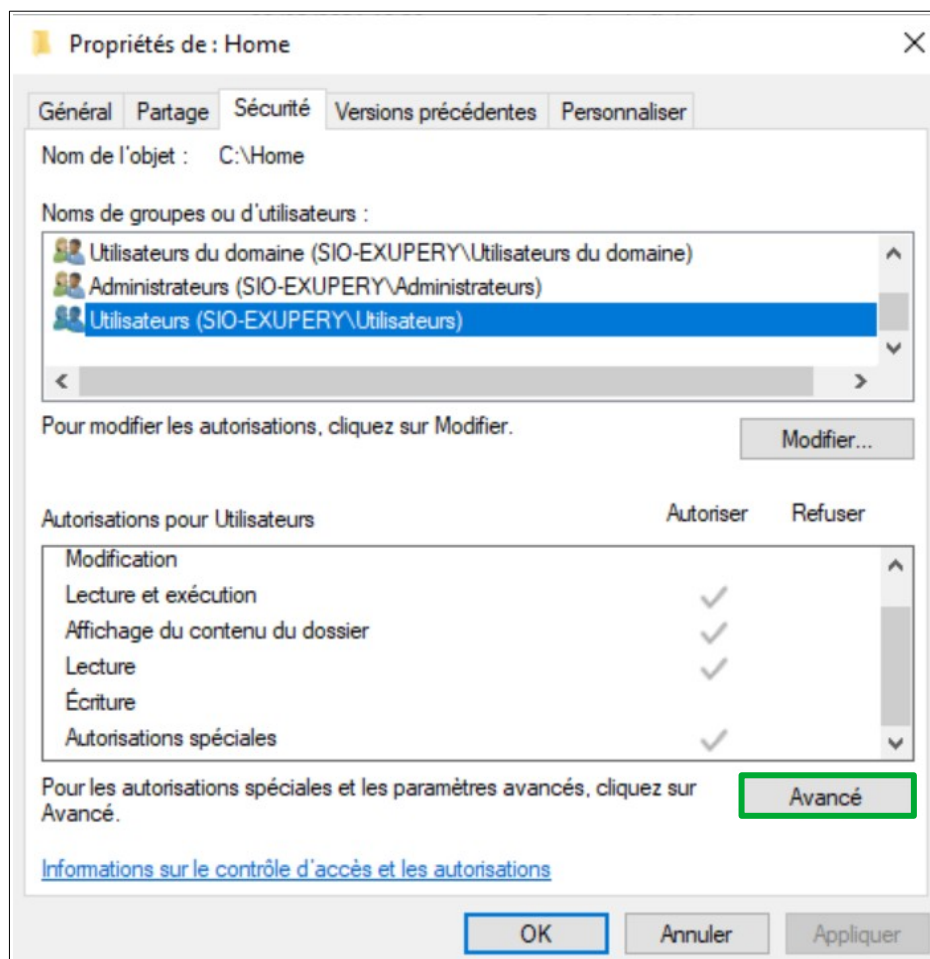 Propriétés de : Home
Général Partage Sécurité Versions précédentes Personnaliser
Nom de l'objet : C:\Home
Noms de groupes ou d'utilisateurs :
Utilisateurs du domaine (SIO-EXUPERY\Utilisateurs du domaine)
Administrateurs (SIO-EXUPERY\Administrateurs)
Utilisateurs (SIO-EXUPERY\Utilisateurs)
Pour modifier les autorisations, cliquez sur Modifier.
Modifier...
Autorisations pour Utilisateurs Autoriser Refuser
Modification
Lecture et exécution
Affichage du contenu du dossier
Lecture
Écriture
Autorisations spéciales
Pour les autorisations spéciales et les paramètres avancés, cliquez sur
Avancé.
Avancé
Informations sur le contrôle d'accès et les autorisations
OK Annuler Appliquer